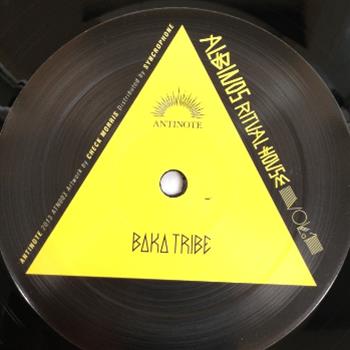 ANTINOTE
BAKA TRIBE
ALBINOS RITUAL HOUSE
VOL.1
ANTINOTE 2013 ATN003 Artwork by CHECK MORRIS Distributed by SYNCROPHONE